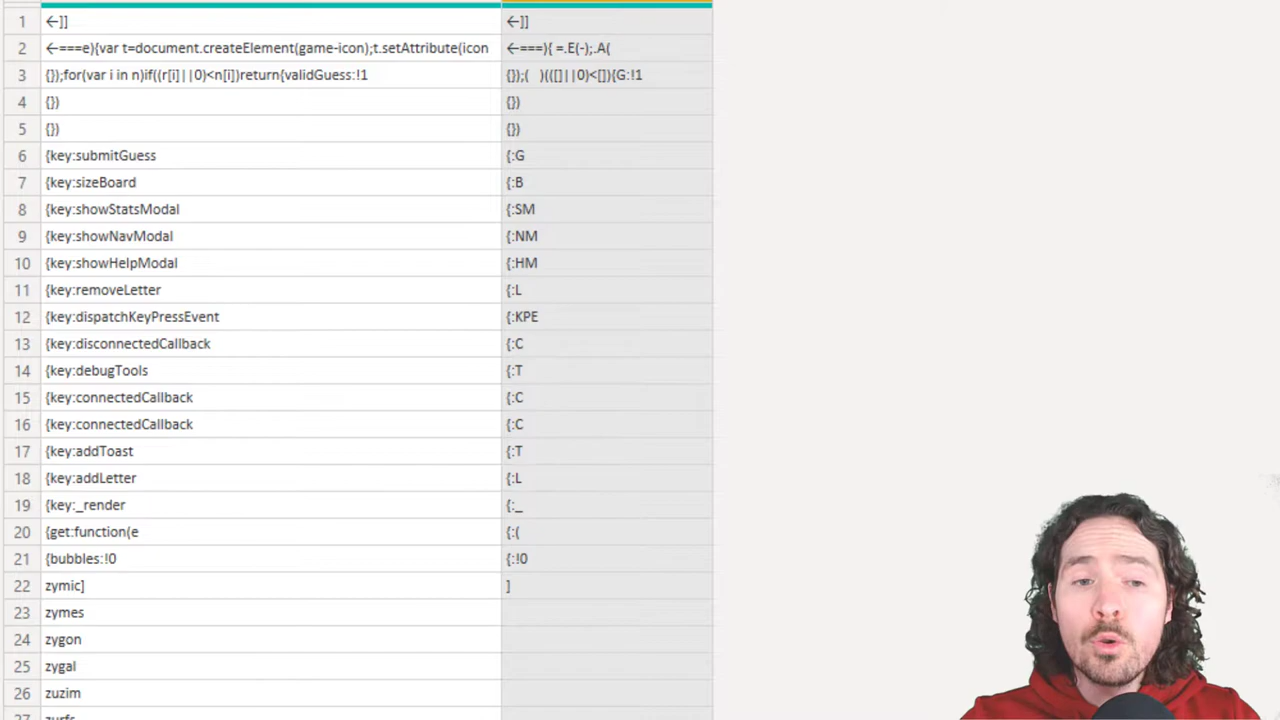 1 ←]] ←]]
2 ←===e){var t=document.createElement(game-icon);t.setAttribute(icon ←===){ =.E(-);.A(
3 {});for(var i in n)if((r[i]||0)<n[i])return{validGuess:!1 {});( )(([]||0)<[]){G:!1
4 {}) {})
5 {}) {})
6 {key:submitGuess {:G
7 {key:sizeBoard {:B
8 {key:showStatsModal {:SM
9 {key:showNavModal {:NM
10 {key:showHelpModal {:HM
11 {key:removeLetter {:L
12 {key:dispatchKeyPressEvent {:KPE
13 {key:disconnectedCallback {:C
14 {key:debugTools {:T
15 {key:connectedCallback {:C
16 {key:connectedCallback {:C
17 {key:addToast {:T
18 {key:addLetter {:L
19 {key:_render {:_
20 {get:function(e {:(
21 {bubbles:!0 {:!0
22 zymic] ]
23 zymes
24 zygon
25 zygal
26 zuzim
27 zurfs